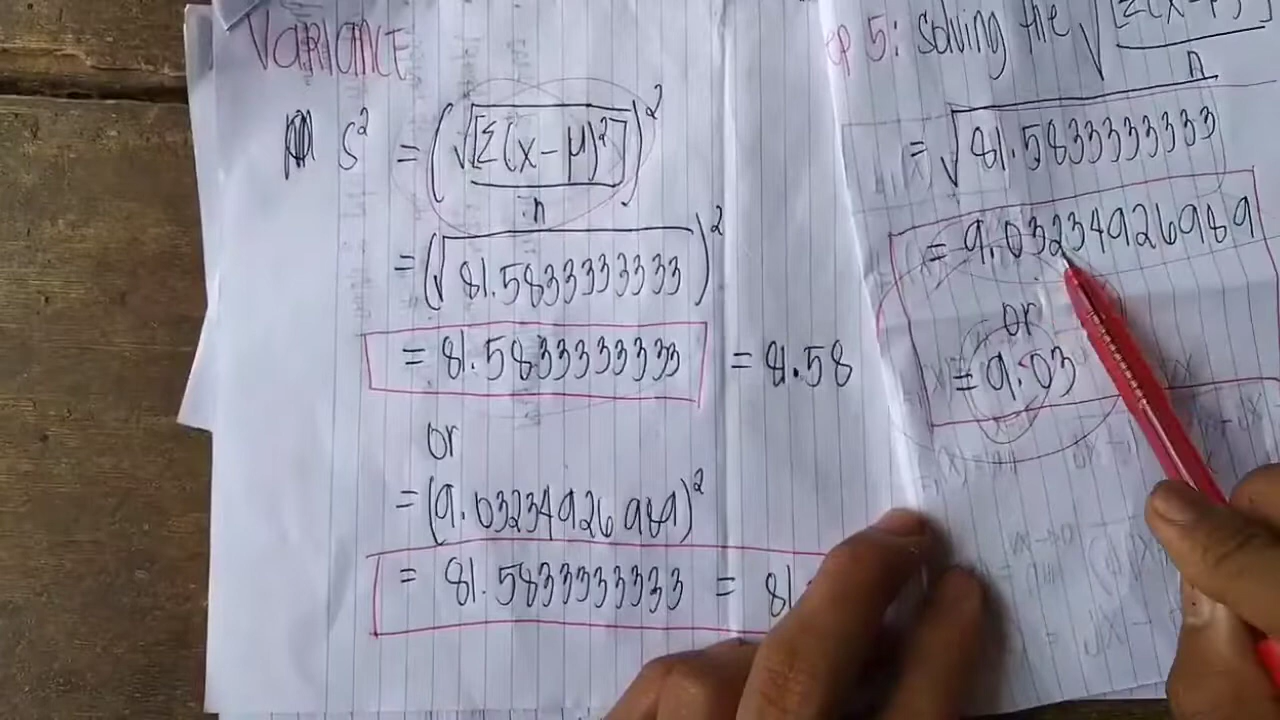 VARIANCE
S² = (√[Σ(x-μ)²] / n)²
= (√81.5833333333)²
= 81.5833333333 = 81.58
or
= (9.03234926989)²
= 81.5833333333 = 81
ep 5: solving the √[Σ(x-μ)²] / n
= √81.5833333333
= 9.03234926989
or
= 9.03